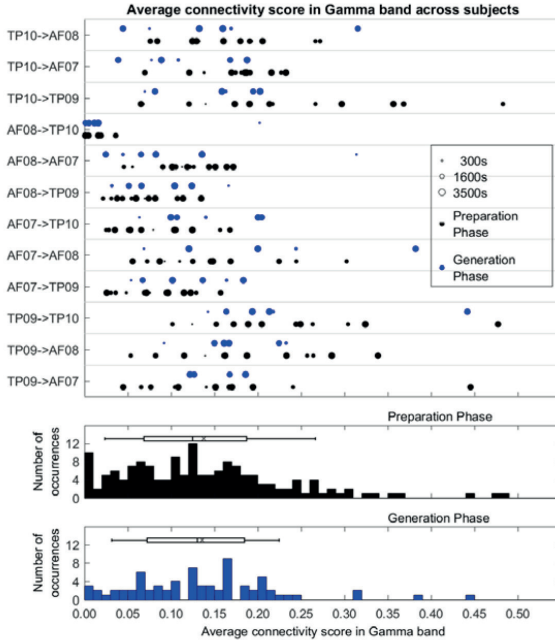 Average connectivity score in Gamma band across subjects
TP10->AF08
TP10->AF07
TP10->TP09
AF08->TP10
AF08->AF07
AF08->TP09
AF07->TP10
AF07->AF08
AF07->TP09
TP09->TP10
TP09->AF08
TP09->AF07
300s
1600s
3500s
Preparation
Phase
Generation
Phase
Preparation Phase
Number of
occurrences
12
8
4
0
Generation Phase
Number of
occurrences
12
8
4
0
0.00 0.05 0.10 0.15 0.20 0.25 0.30 0.35 0.40 0.45 0.50
Average connectivity score in Gamma band